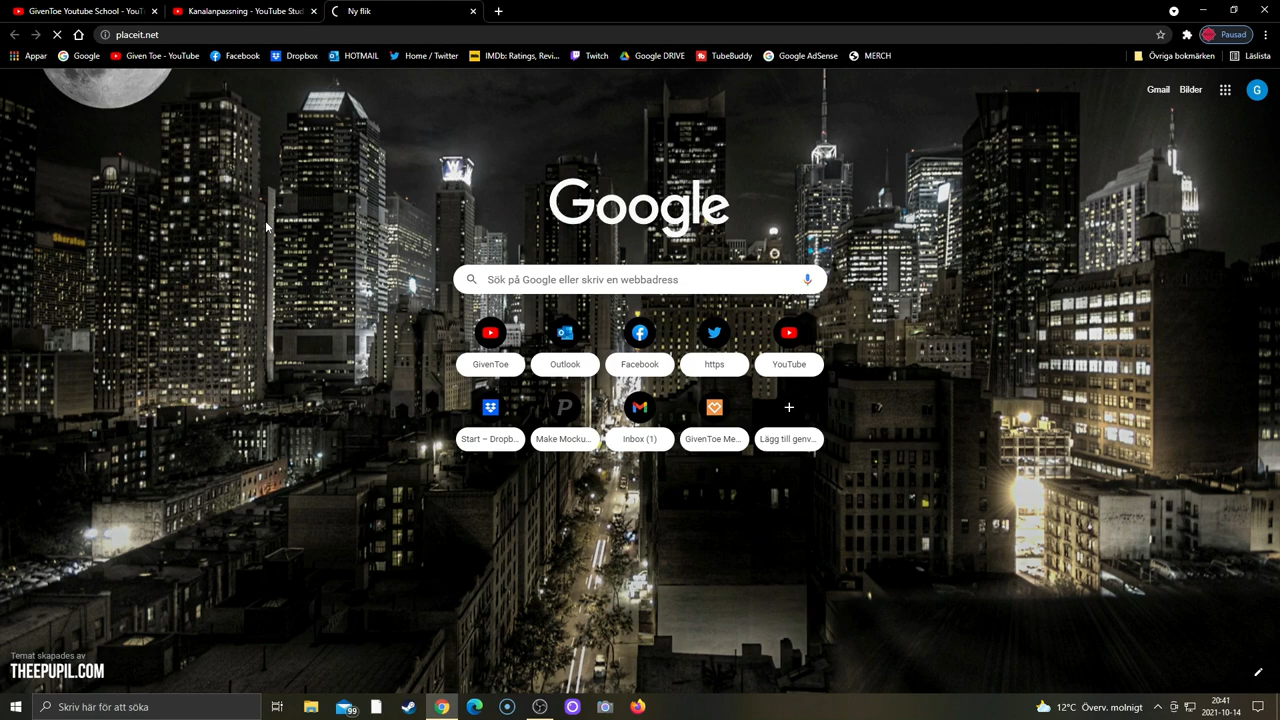 GivenToe Youtube School - YouT
Kanalanpassning - YouTube Stud
Ny flik
placeit.net
Pausad
Appar
Google
Given Toe - YouTube
Facebook
Dropbox
HOTMAIL
Home / Twitter
IMDb: Ratings, Revi...
Twitch
Google DRIVE
TubeBuddy
Google AdSense
MERCH
Övriga bokmärken
Läslista
Gmail
Bilder
G
Sheraton
W
Google
Sök på Google eller skriv en webbadress
GivenToe
Outlook
Facebook
https
YouTube
Start – Dropb...
Make Mocku...
Inbox (1)
GivenToe Me...
Lägg till genv...
Temat skapades av
THEEPUPIL.COM
Skriv här för att söka
99
12°C Överv. molnigt
20:41
2021-10-14